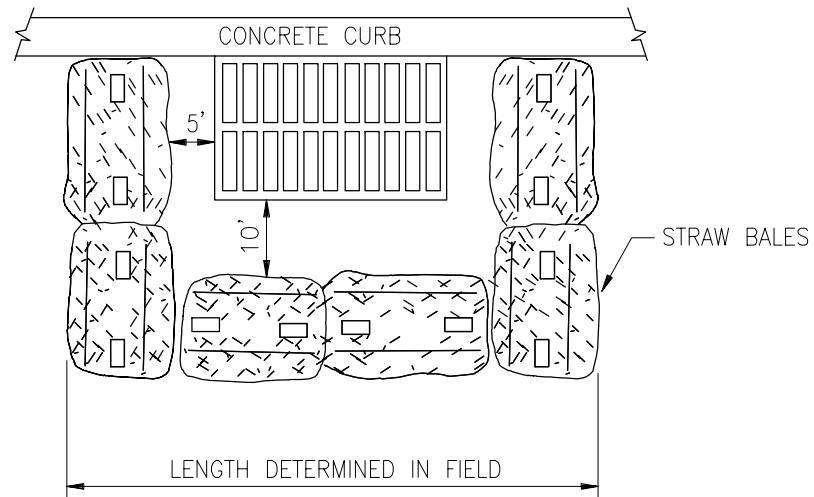 CONCRETE CURB
5'
10'
STRAW BALES
LENGTH DETERMINED IN FIELD